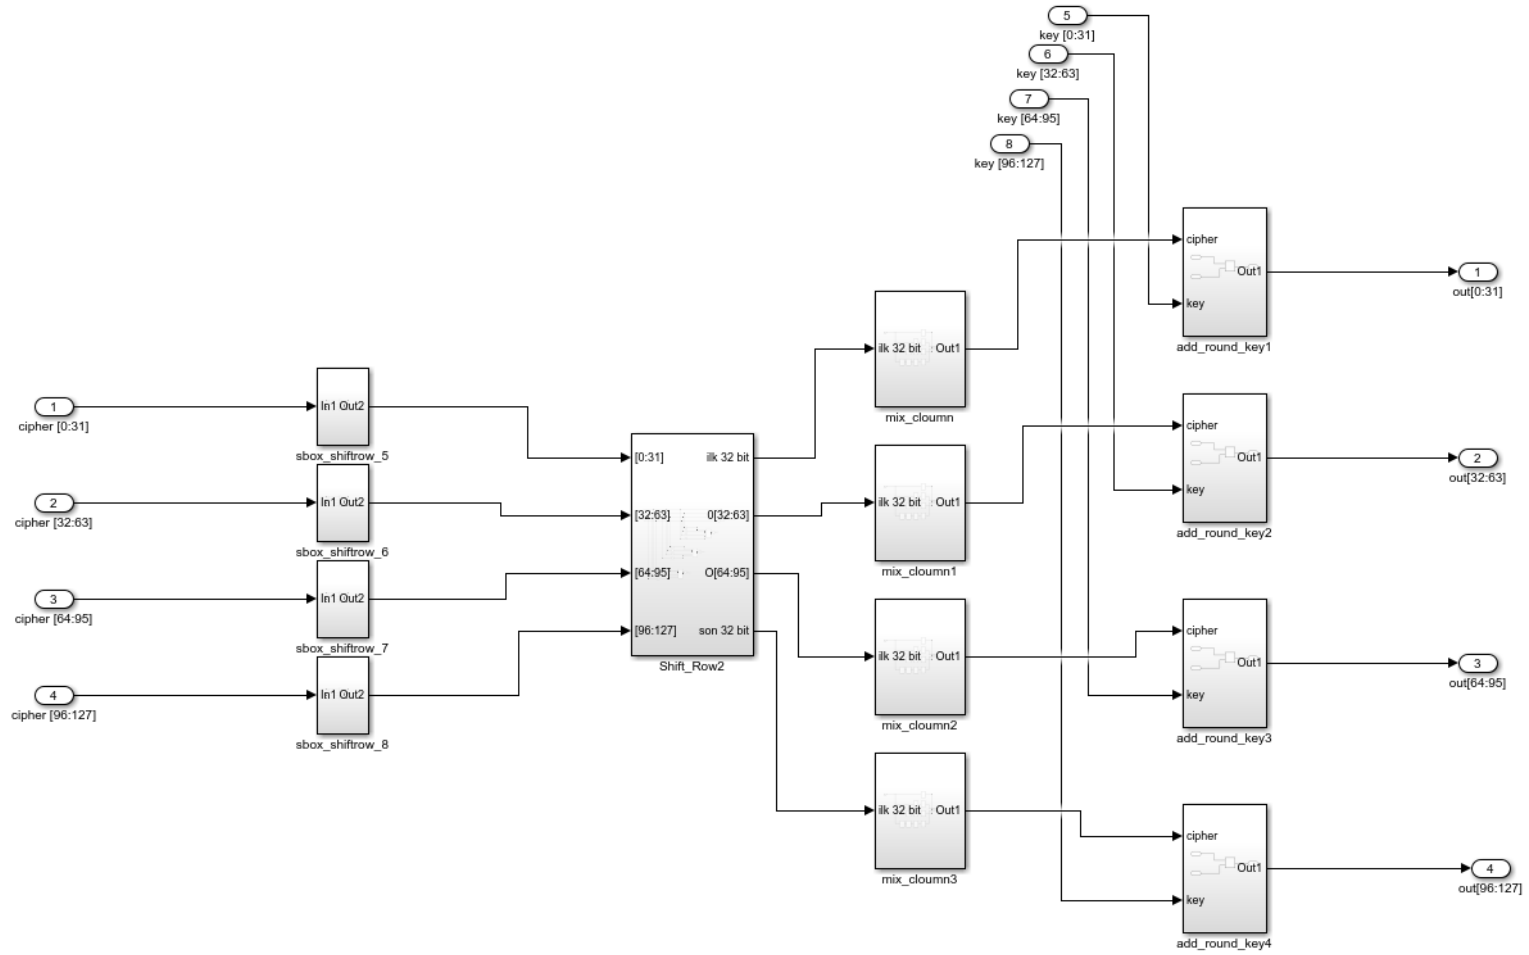 5
key [0:31]
6
key [32:63]
7
key [64:95]
8
key [96:127]
cipher
Out1
key
add_round_key1
1
out[0:31]
ilk 32 bit
Out1
mix_cloumn
1
cipher [0:31]
In1 Out2
sbox_shiftrow_5
2
cipher [32:63]
In1 Out2
sbox_shiftrow_6
3
cipher [64:95]
In1 Out2
sbox_shiftrow_7
4
cipher [96:127]
In1 Out2
sbox_shiftrow_8
[0:31]
ilk 32 bit
[32:63]
0[32:63]
[64:95]
O[64:95]
[96:127]
son 32 bit
Shift_Row2
ilk 32 bit
Out1
mix_cloumn1
ilk 32 bit
Out1
mix_cloumn2
ilk 32 bit
Out1
mix_cloumn3
cipher
Out1
key
add_round_key2
2
out[32:63]
cipher
Out1
key
add_round_key3
3
out[64:95]
cipher
Out1
key
add_round_key4
4
out[96:127]